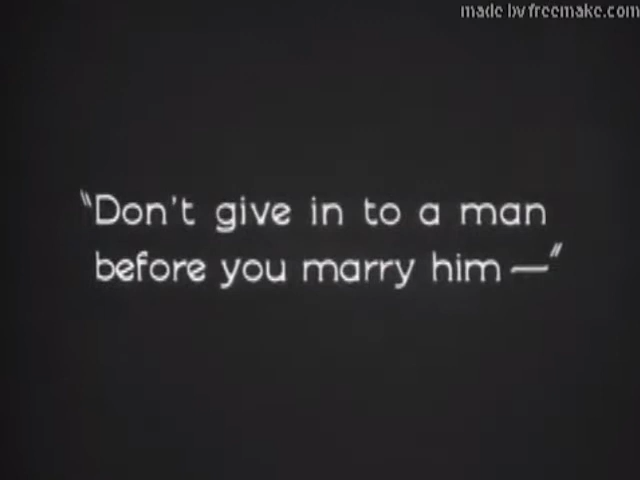 made by freemake.com
"Don't give in to a man
before you marry him —"